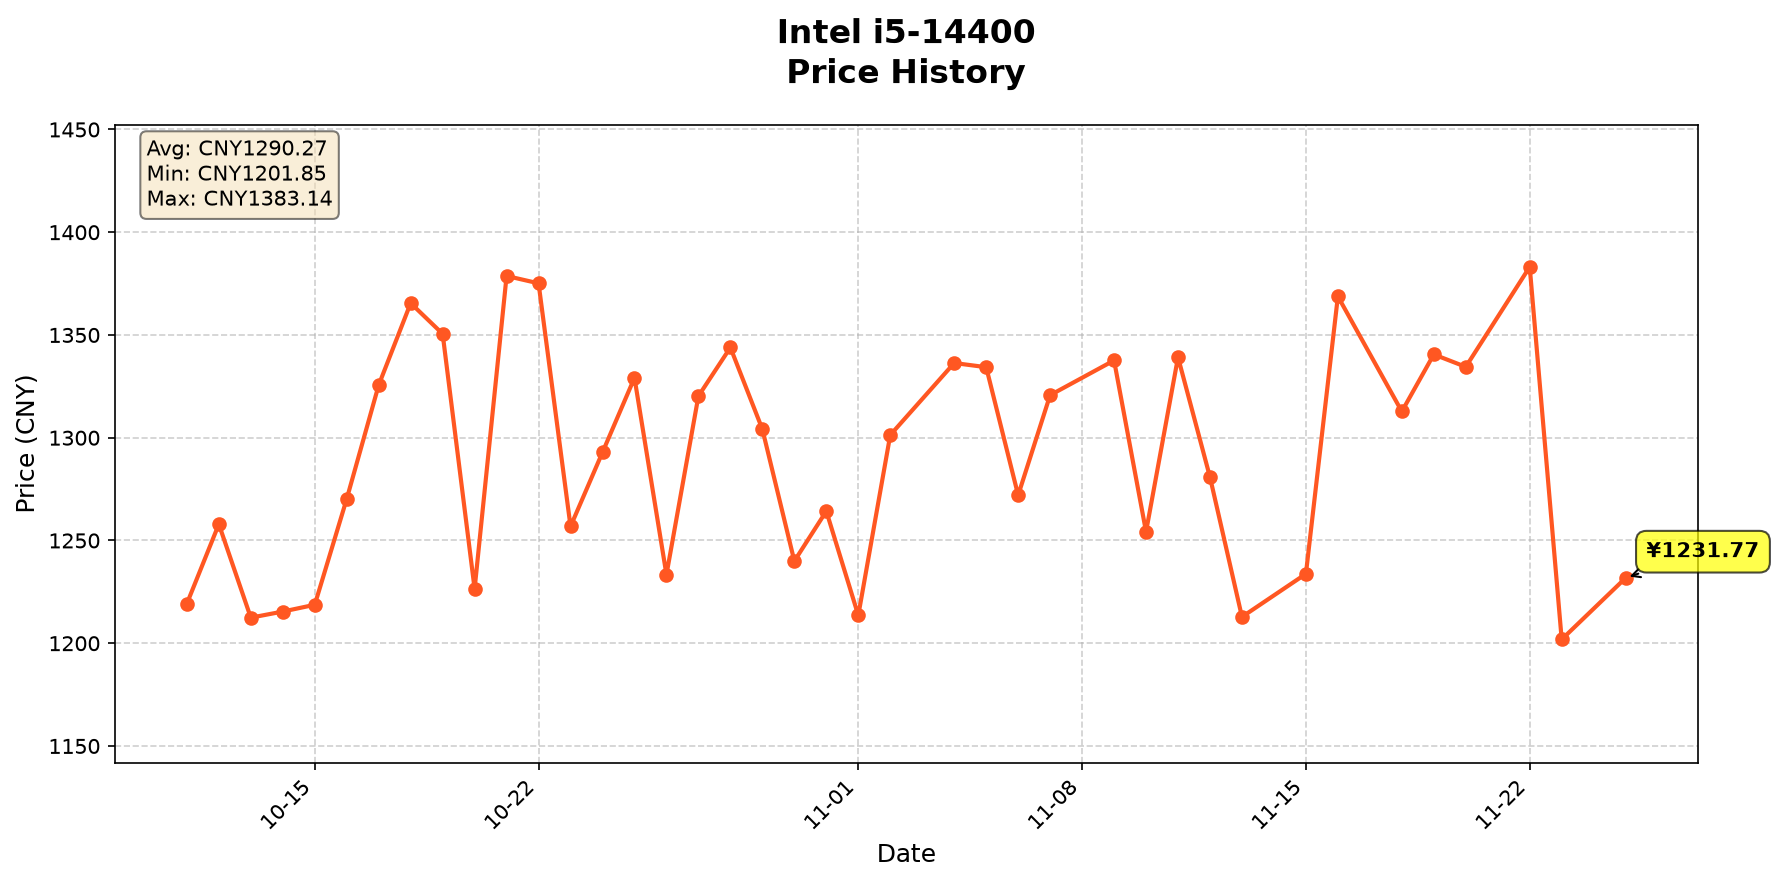 Intel i5-14400
Price History
Avg: CNY1290.27
Min: CNY1201.85
Max: CNY1383.14
1450
1400
1350
1300
1250
1200
1150
Price (CNY)
¥1231.77
10-15
10-22
11-01
11-08
11-15
11-22
Date